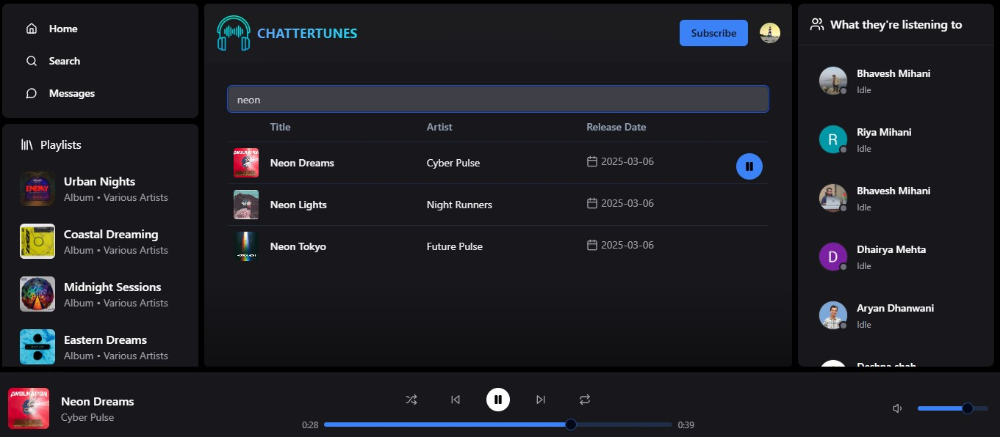 Home
Search
Messages
Playlists
Urban Nights
Album • Various Artists
Coastal Dreaming
Album • Various Artists
Midnight Sessions
Album • Various Artists
Eastern Dreams
Album • Various Artists
CHATTERTUNES
Subscribe
neon
Title Artist Release Date
Neon Dreams Cyber Pulse 2025-03-06
Neon Lights Night Runners 2025-03-06
Neon Tokyo Future Pulse 2025-03-06
What they're listening to
Bhavesh Mihani
Idle
R
Riya Mihani
Idle
Bhavesh Mihani
Idle
D
Dhairya Mehta
Idle
Aryan Dhanwani
Idle
AWOLNATION
Neon Dreams
Cyber Pulse
0:28
0:39
ENEMY